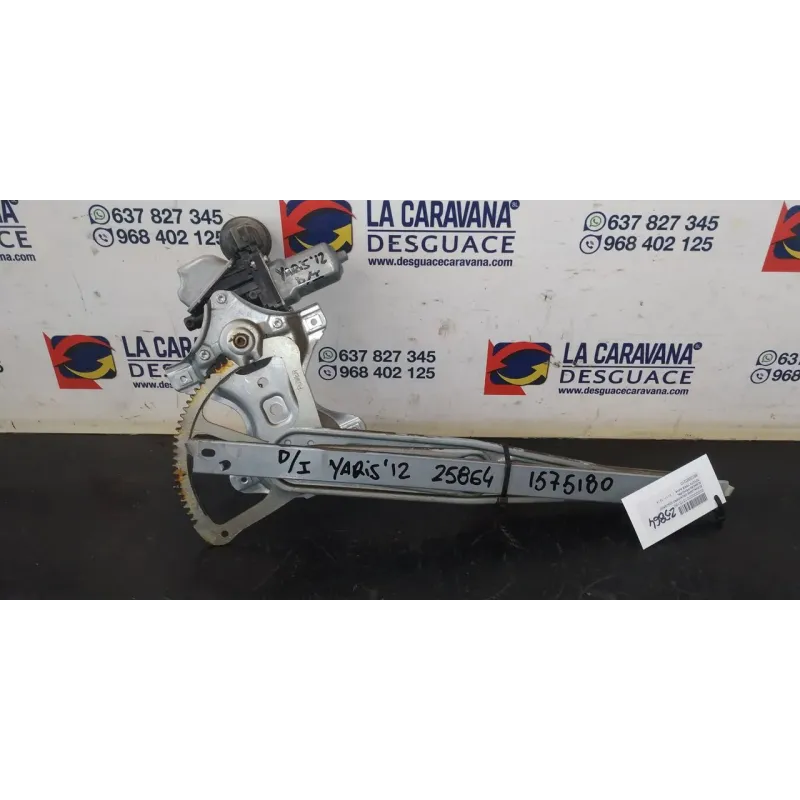 637 827 345
968 402 125
LA CARAVANA
DESGUACE
www.desguacecaravana.com
637 827 345
968 402 125
YARiS'12
LA CARAVANA
DESGUACE
637 827 345
968 402 125
LA CARAVANA
DESGUACE
www.desguacecaravana.com
D/I YARiS'12 25864 1575180
25864